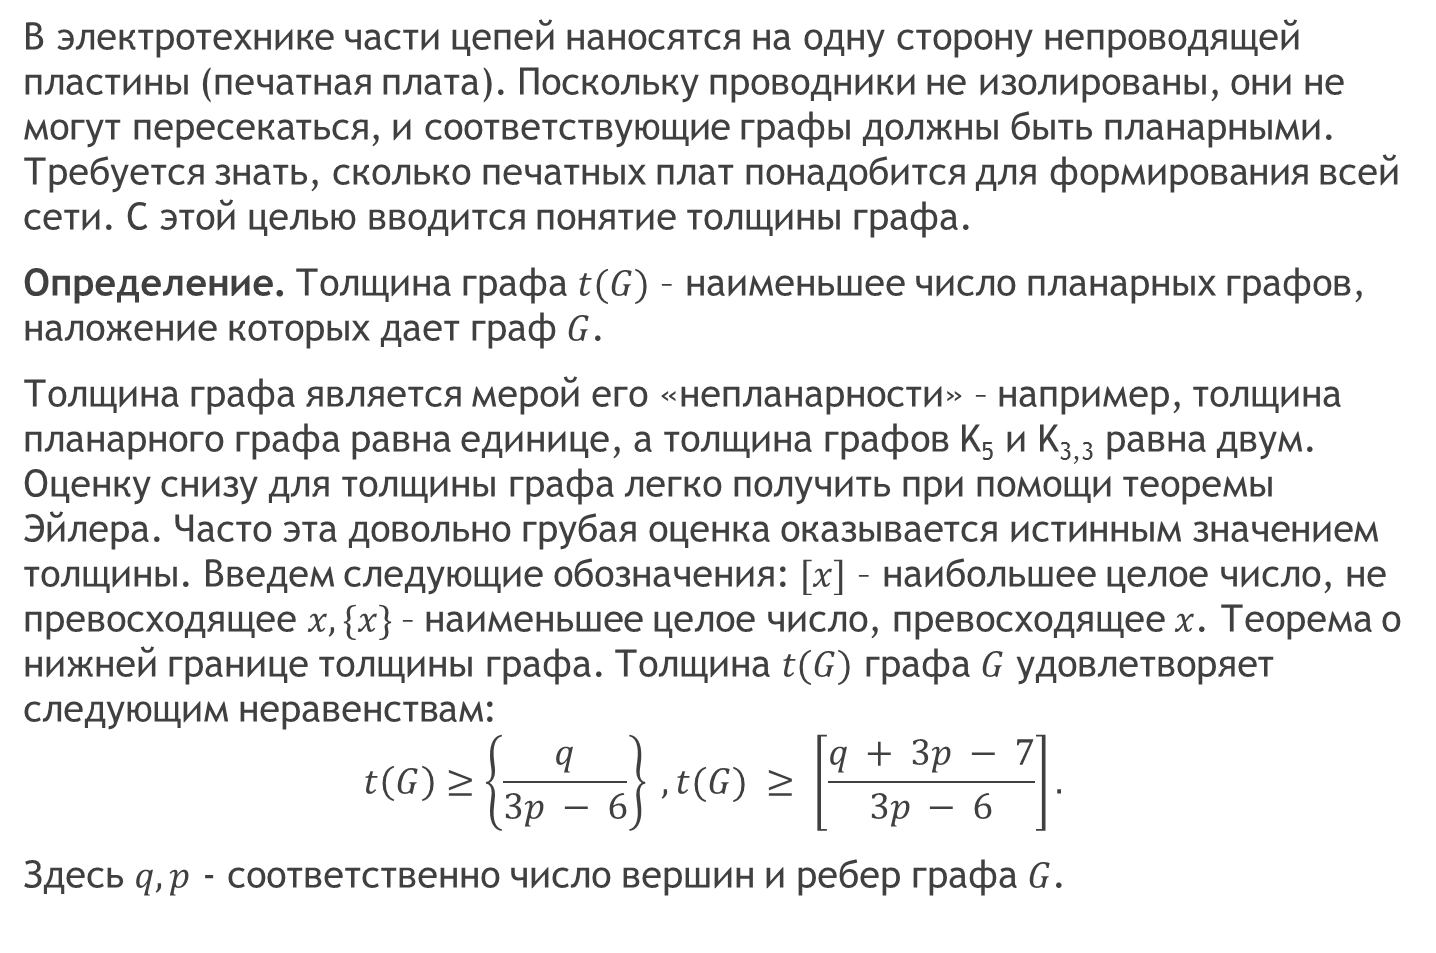 В электротехнике части цепей наносятся на одну сторону непроводящей
пластины (печатная плата). Поскольку проводники не изолированы, они не
могут пересекаться, и соответствующие графы должны быть планарными.
Требуется знать, сколько печатных плат понадобится для формирования всей
сети. С этой целью вводится понятие толщины графа.
Определение. Толщина графа t(G) - наименьшее число планарных графов,
наложение которых дает граф G.
Толщина графа является мерой его «непланарности» - например, толщина
планарного графа равна единице, а толщина графов K₅ и K₃,₃ равна двум.
Оценку снизу для толщины графа легко получить при помощи теоремы
Эйлера. Часто эта довольно грубая оценка оказывается истинным значением
толщины. Введем следующие обозначения: [x] - наибольшее целое число, не
превосходящее x, {x} - наименьшее целое число, превосходящее x. Теорема о
нижней границе толщины графа. Толщина t(G) графа G удовлетворяет
следующим неравенствам:
t(G) ≥ {q / (3p − 6)}, t(G) ≥ [(q + 3p − 7) / (3p − 6)].
Здесь q, p - соответственно число вершин и ребер графа G.